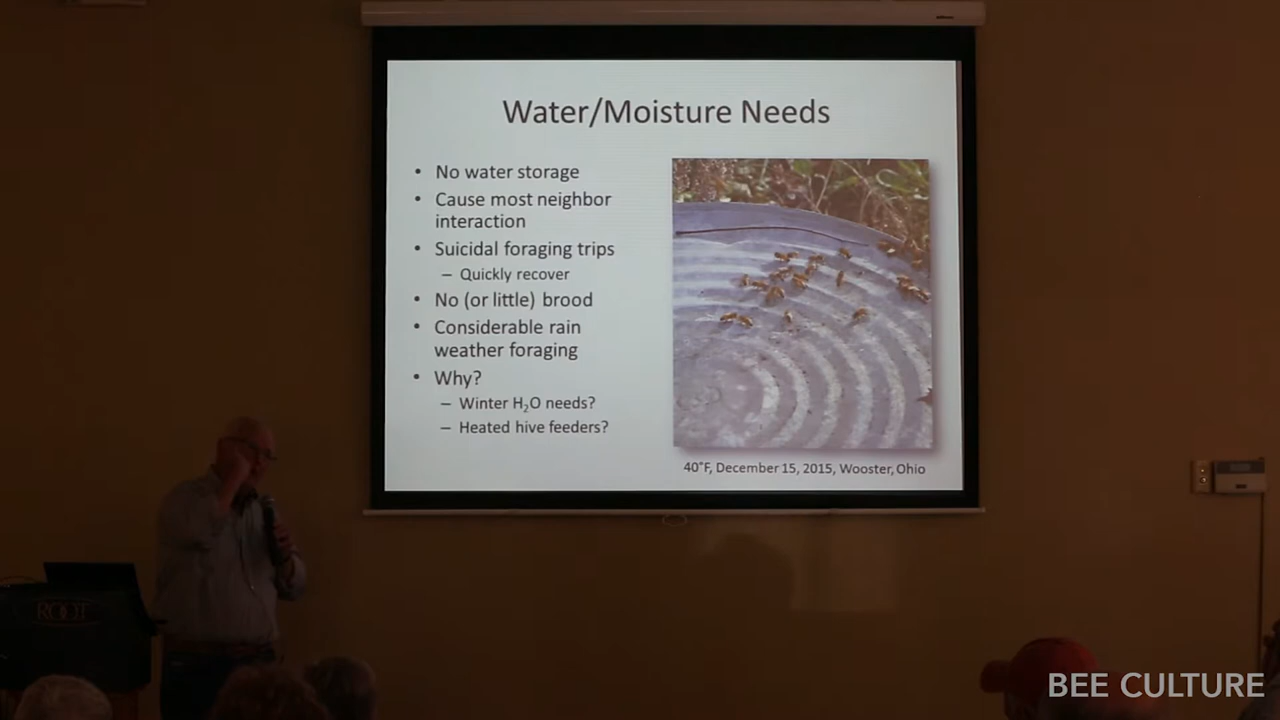 Water/Moisture Needs
• No water storage
• Cause most neighbor
interaction
• Suicidal foraging trips
– Quickly recover
• No (or little) brood
• Considerable rain
weather foraging
• Why?
– Winter H₂O needs?
– Heated hive feeders?
40°F, December 15, 2015, Wooster, Ohio
ROOT
BEE CULTURE